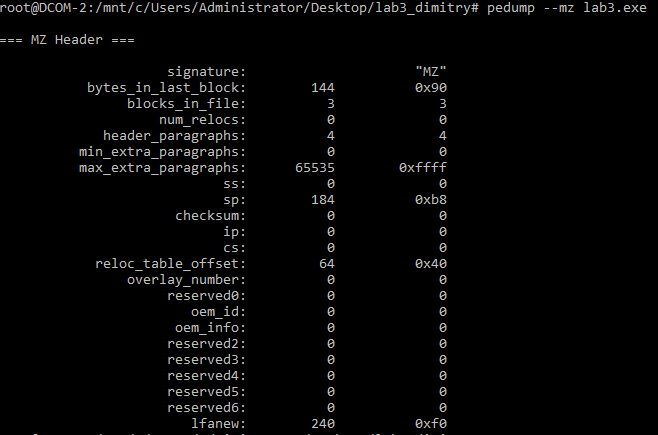 root@DCOM-2:/mnt/c/Users/Administrator/Desktop/lab3_dimitry# pedump --mz lab3.exe
=== MZ Header ===
signature: "MZ"
bytes_in_last_block: 144 0x90
blocks_in_file: 3 3
num_relocs: 0 0
header_paragraphs: 4 4
min_extra_paragraphs: 0 0
max_extra_paragraphs: 65535 0xffff
ss: 0 0
sp: 184 0xb8
checksum: 0 0
ip: 0 0
cs: 0 0
reloc_table_offset: 64 0x40
overlay_number: 0 0
reserved0: 0 0
oem_id: 0 0
oem_info: 0 0
reserved2: 0 0
reserved3: 0 0
reserved4: 0 0
reserved5: 0 0
reserved6: 0 0
lfanew: 240 0xf0